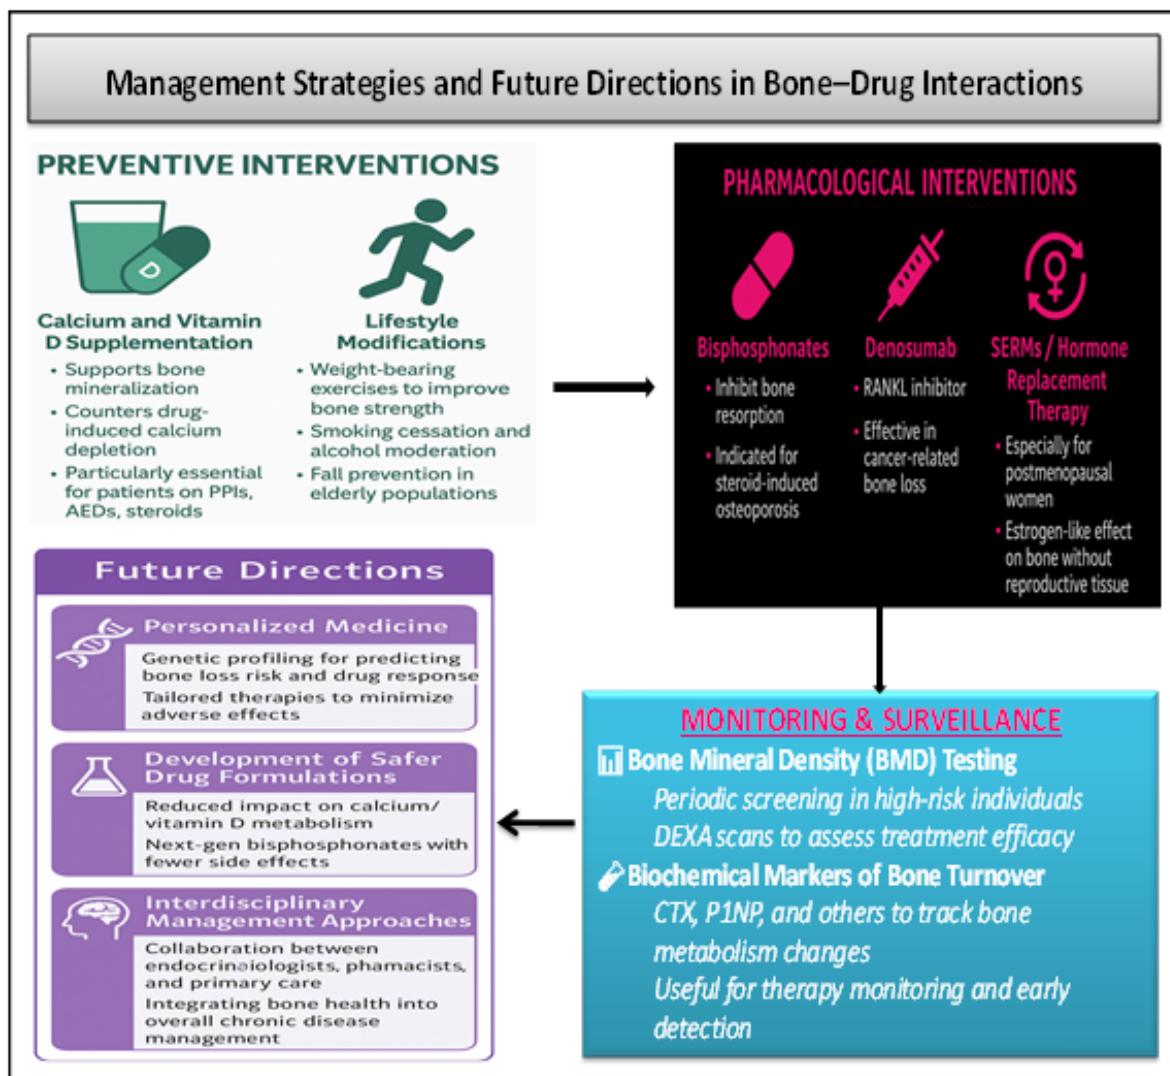 Management Strategies and Future Directions in Bone–Drug Interactions
PREVENTIVE INTERVENTIONS
D
Calcium and Vitamin
D Supplementation
• Supports bone
mineralization
• Counters drug-
induced calcium
depletion
• Particularly essential
for patients on PPIs,
AEDs, steroids
Lifestyle
Modifications
• Weight-bearing
exercises to improve
bone strength
• Smoking cessation and
alcohol moderation
• Fall prevention in
elderly populations
PHARMACOLOGICAL INTERVENTIONS
Bisphosphonates
• Inhibit bone
resorption
• Indicated for
steroid-induced
osteoporosis
Denosumab
• RANKL inhibitor
• Effective in
cancer-related
bone loss
SERMs / Hormone
Replacement
Therapy
• Especially for
postmenopausal
women
• Estrogen-like effect
on bone without
reproductive tissue
MONITORING & SURVEILLANCE
Bone Mineral Density (BMD) Testing
Periodic screening in high-risk individuals
DEXA scans to assess treatment efficacy
Biochemical Markers of Bone Turnover
CTX, P1NP, and others to track bone
metabolism changes
Useful for therapy monitoring and early
detection
Future Directions
Personalized Medicine
Genetic profiling for predicting
bone loss risk and drug response
Tailored therapies to minimize
adverse effects
Development of Safer
Drug Formulations
Reduced impact on calcium/
vitamin D metabolism
Next-gen bisphosphonates with
fewer side effects
Interdisciplinary
Management Approaches
Collaboration between
endocrinaiologists, phamacists,
and primary care
Integrating bone health into
overall chronic disease
management